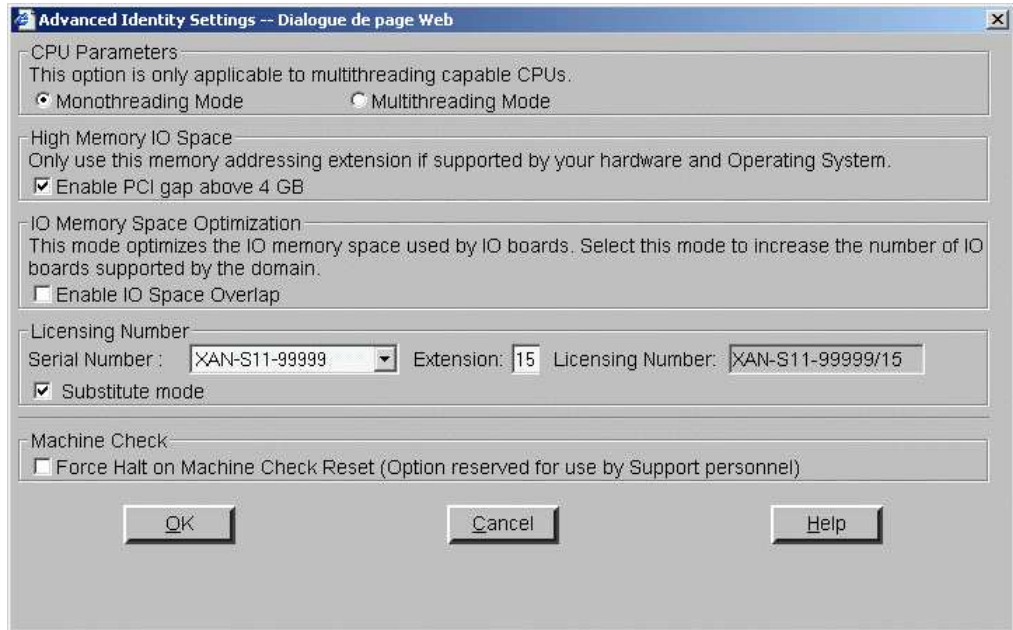 Advanced Identity Settings -- Dialogue de page Web
CPU Parameters
This option is only applicable to multithreading capable CPUs.
Monothreading Mode Multithreading Mode
High Memory IO Space
Only use this memory addressing extension if supported by your hardware and Operating System.
Enable PCI gap above 4 GB
IO Memory Space Optimization
This mode optimizes the IO memory space used by IO boards. Select this mode to increase the number of IO
boards supported by the domain.
Enable IO Space Overlap
Licensing Number
Serial Number : XAN-S11-99999 Extension: 15 Licensing Number: XAN-S11-99999/15
Substitute mode
Machine Check
Force Halt on Machine Check Reset (Option reserved for use by Support personnel)
OK Cancel Help